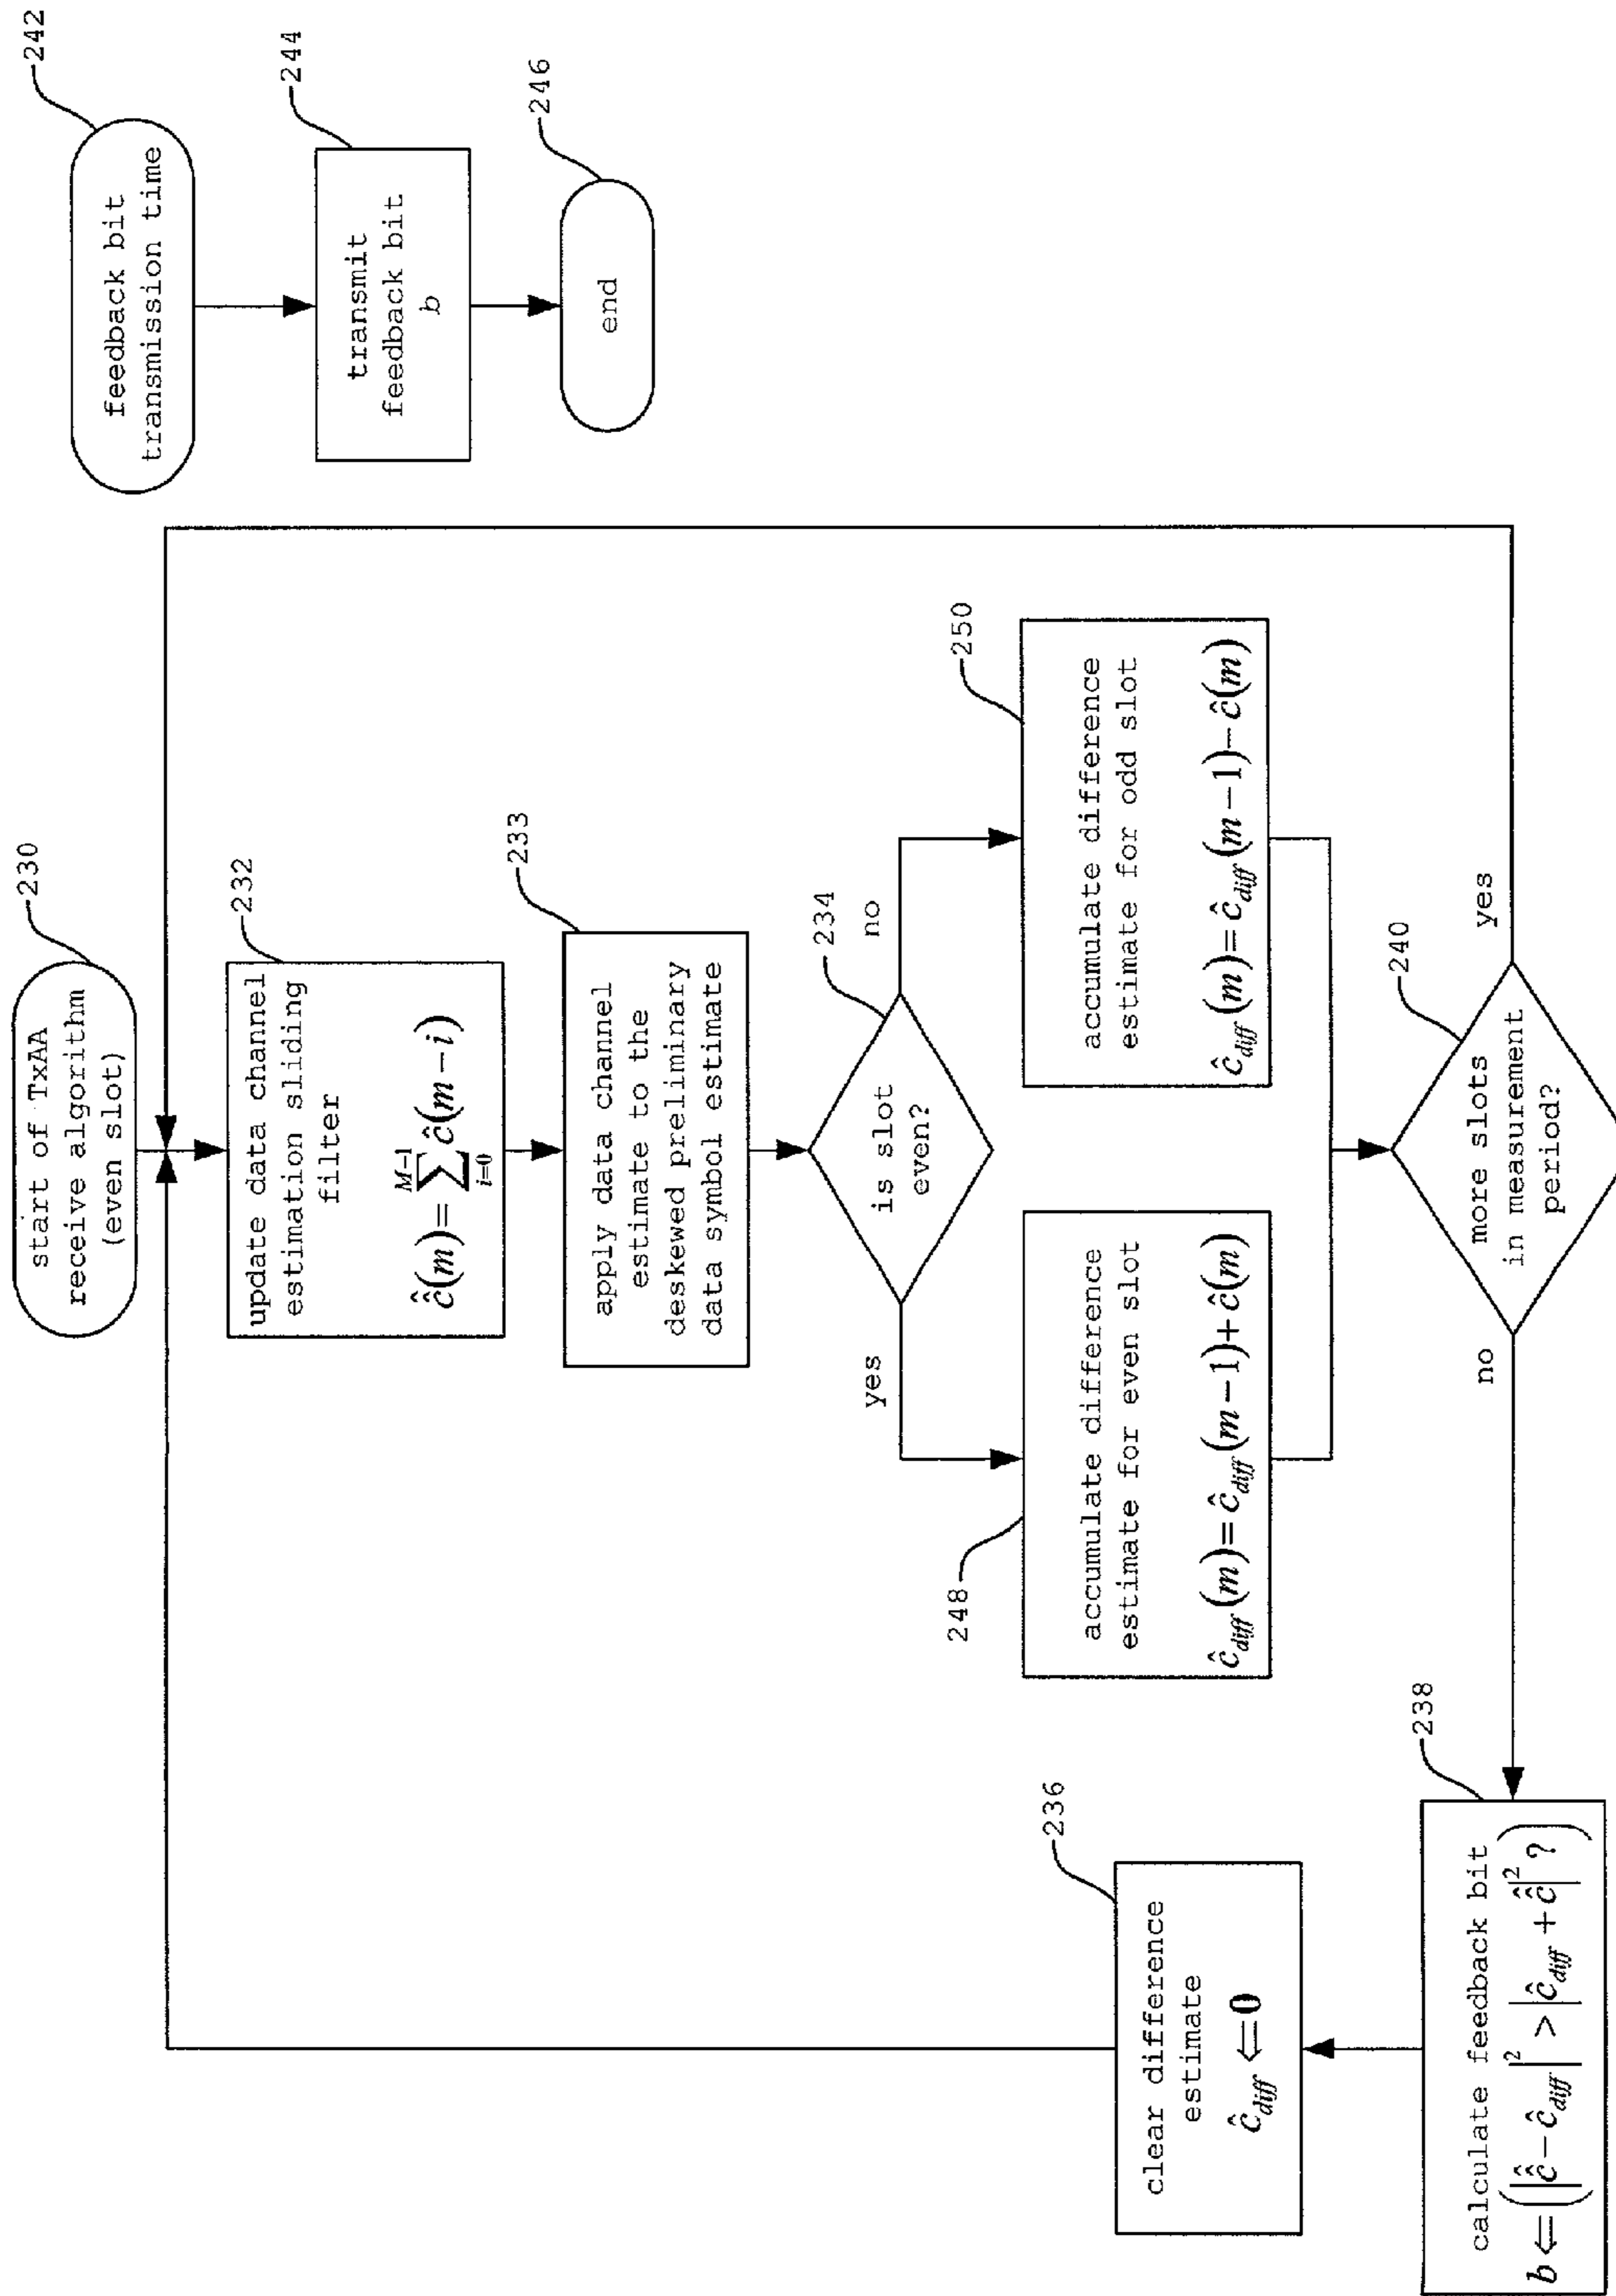 start of TxAA
receive algorithm
(even slot)
230
update data channel
estimation sliding
filter
ĉ̂(m) = ∑_{i=0}^{M−1} ĉ(m−i)
232
apply data channel
estimate to the
deskewed preliminary
data symbol estimate
233
is slot
even?
234
yes
no
accumulate difference
estimate for even slot
ĉ_diff(m) = ĉ_diff(m−1) + ĉ(m)
248
accumulate difference
estimate for odd slot
ĉ_diff(m) = ĉ_diff(m−1) − ĉ(m)
250
more slots
in measurement
period?
240
no
yes
calculate feedback bit
b ⇐ (|ĉ̂ − ĉ_diff|² > |ĉ_diff + ĉ̂|² ?)
238
clear difference
estimate
ĉ_diff ⇐ 0
236
feedback bit
transmission time
242
transmit
feedback bit
b
244
end
246